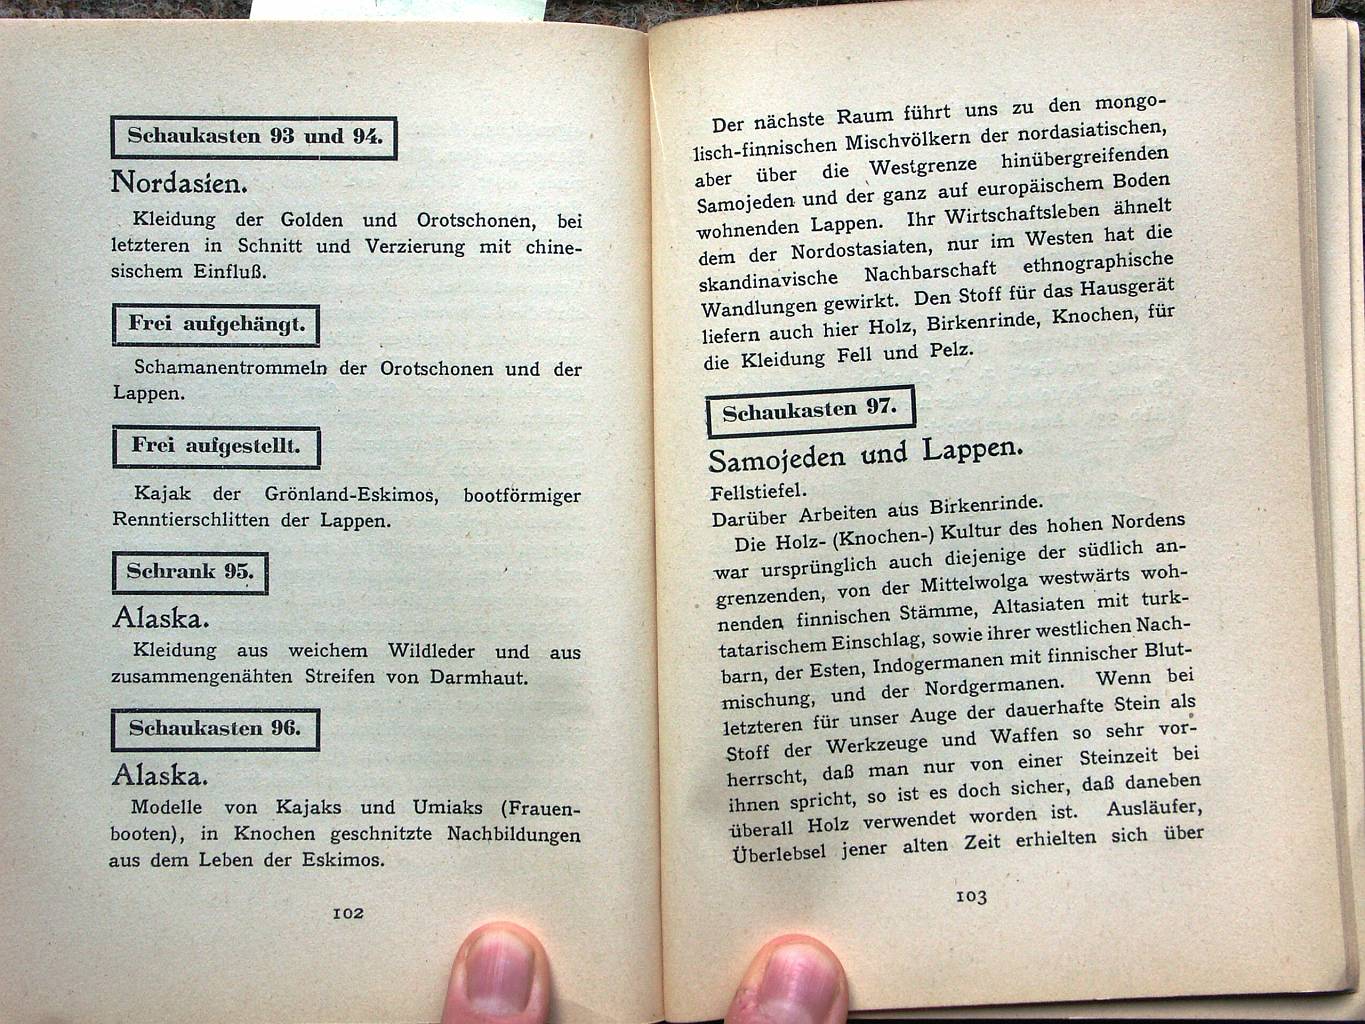 Schaukasten 93 und 94.
Nordasien.
Kleidung der Golden und Orotschonen, bei
letzteren in Schnitt und Verzierung mit chine-
sischem Einfluß.
Frei aufgehängt.
Schamanentrommeln der Orotschonen und der
Lappen.
Frei aufgestellt.
Kajak der Grönland-Eskimos, bootförmiger
Renntierschlitten der Lappen.
Schrank 95.
Alaska.
Kleidung aus weichem Wildleder und aus
zusammengenähten Streifen von Darmhaut.
Schaukasten 96.
Alaska.
Modelle von Kajaks und Umiaks (Frauen-
booten), in Knochen geschnitzte Nachbildungen
aus dem Leben der Eskimos.
102
Der nächste Raum führt uns zu den mongo-
lisch-finnischen Mischvölkern der nordasiatischen,
aber über die Westgrenze hinübergreifenden
Samojeden und der ganz auf europäischem Boden
wohnenden Lappen. Ihr Wirtschaftsleben ähnelt
dem der Nordostasiaten, nur im Westen hat die
skandinavische Nachbarschaft ethnographische
Wandlungen gewirkt. Den Stoff für das Hausgerät
liefern auch hier Holz, Birkenrinde, Knochen, für
die Kleidung Fell und Pelz.
Schaukasten 97.
Samojeden und Lappen.
Fellstiefel.
Darüber Arbeiten aus Birkenrinde.
Die Holz- (Knochen-) Kultur des hohen Nordens
war ursprünglich auch diejenige der südlich an-
grenzenden, von der Mittelwolga westwärts woh-
nenden finnischen Stämme, Altasiaten mit turk-
tatarischem Einschlag, sowie ihrer westlichen Nach-
barn, der Esten, Indogermanen mit finnischer Blut-
mischung, und der Nordgermanen. Wenn bei
letzteren für unser Auge der dauerhafte Stein als
Stoff der Werkzeuge und Waffen so sehr vor-
herrscht, daß man nur von einer Steinzeit bei
ihnen spricht, so ist es doch sicher, daß daneben
überall Holz verwendet worden ist. Ausläufer,
Überlebsel jener alten Zeit erhielten sich über
103